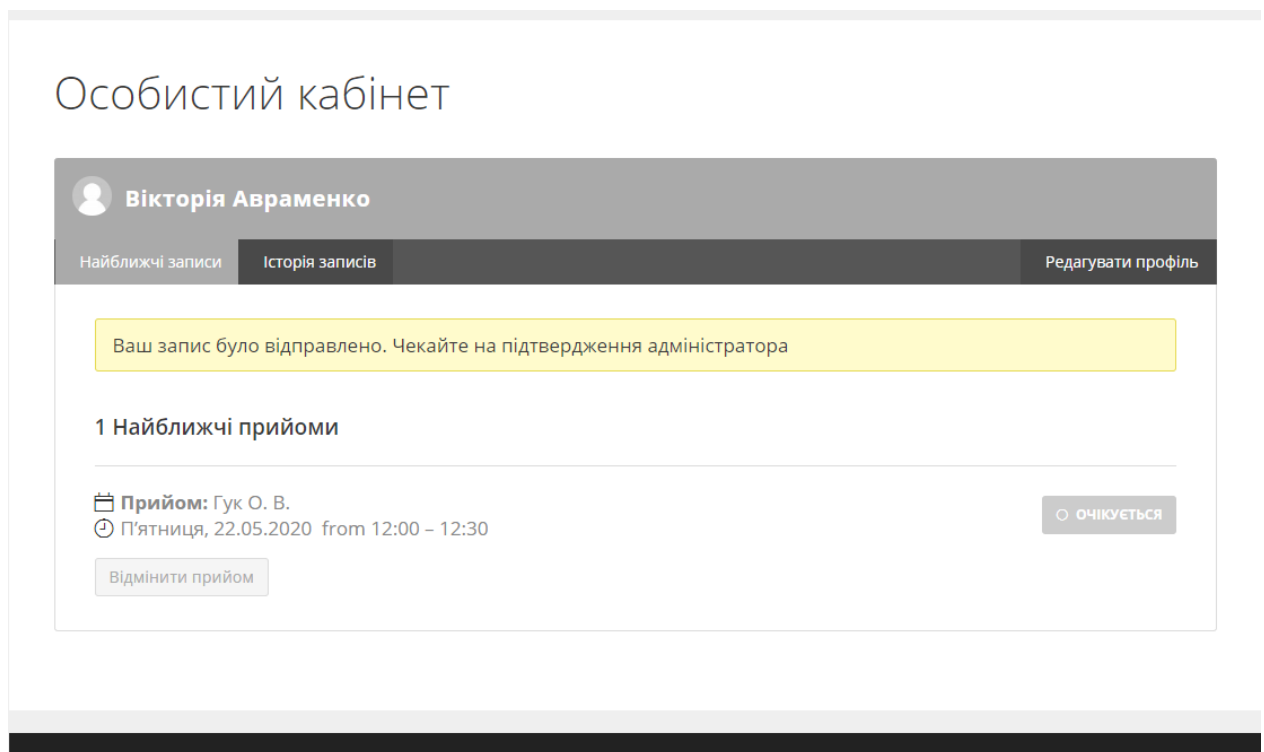 Особистий кабінет
Вікторія Авраменко
Найближчі записи Історія записів Редагувати профіль
Ваш запис було відправлено. Чекайте на підтвердження адміністратора
1 Найближчі прийоми
Прийом: Гук О. В.
П'ятниця, 22.05.2020 from 12:00 – 12:30
ОЧІКУЄТЬСЯ
Відмінити прийом